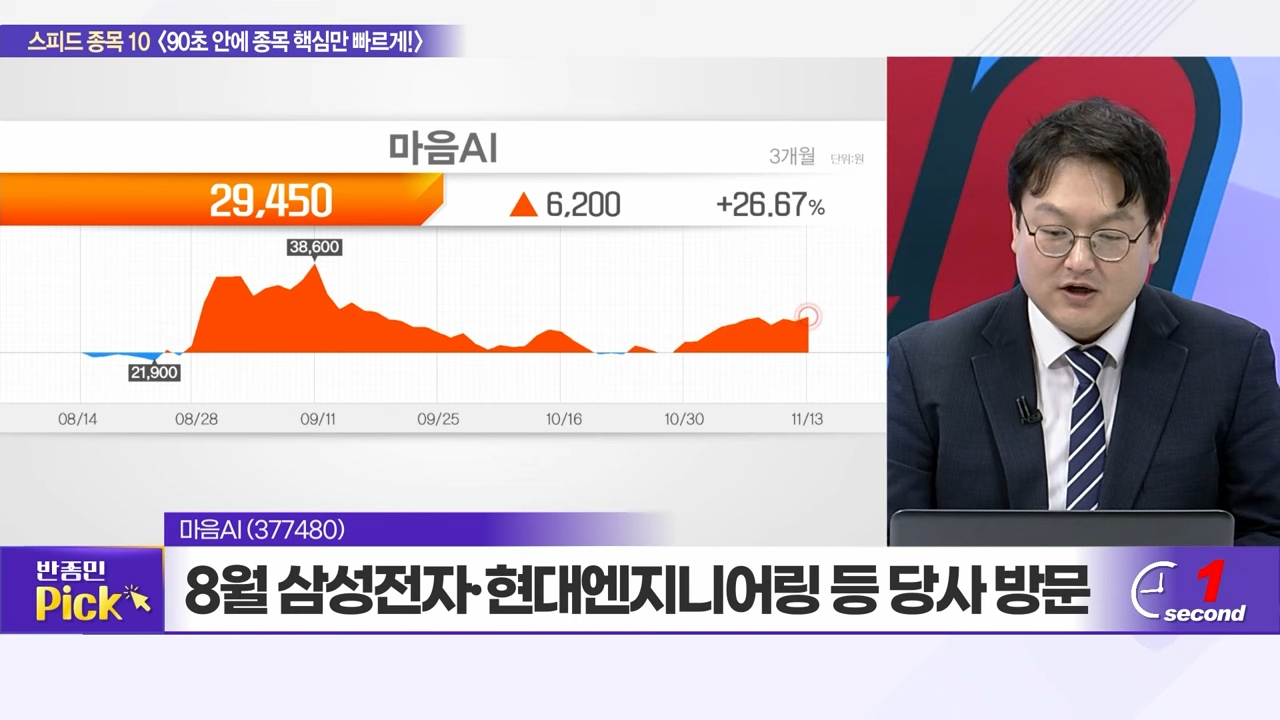 스피드 종목 10 〈90초 안에 종목 핵심만 빠르게!〉
마음AI
3개월 단위:원
29,450 ▲ 6,200 +26.67%
38,600
21,900
08/14 08/28 09/11 09/25 10/16 10/30 11/13
마음AI (377480)
반종민
Pick
8월 삼성전자·현대엔지니어링 등 당사 방문
1
second